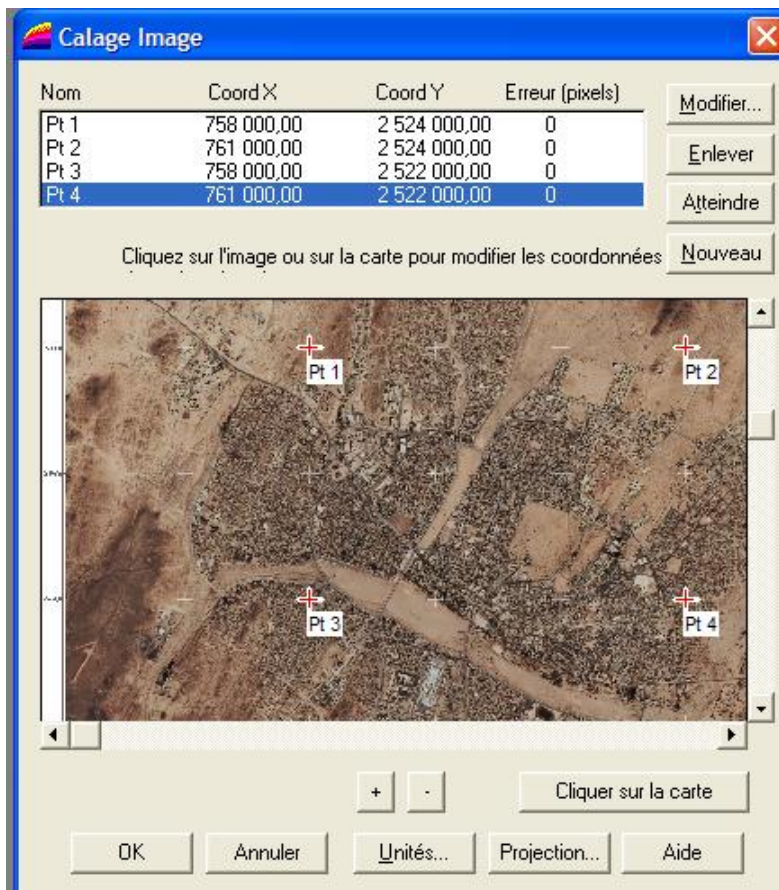 Calage Image
Nom Coord X Coord Y Erreur (pixels)
Pt 1 758 000,00 2 524 000,00 0
Pt 2 761 000,00 2 524 000,00 0
Pt 3 758 000,00 2 522 000,00 0
Pt 4 761 000,00 2 522 000,00 0
Modifier...
Enlever
Atteindre
Nouveau
Cliquez sur l'image ou sur la carte pour modifier les coordonnées
Pt 1
Pt 2
Pt 3
Pt 4
+ -
Cliquer sur la carte
OK Annuler Unités... Projection... Aide